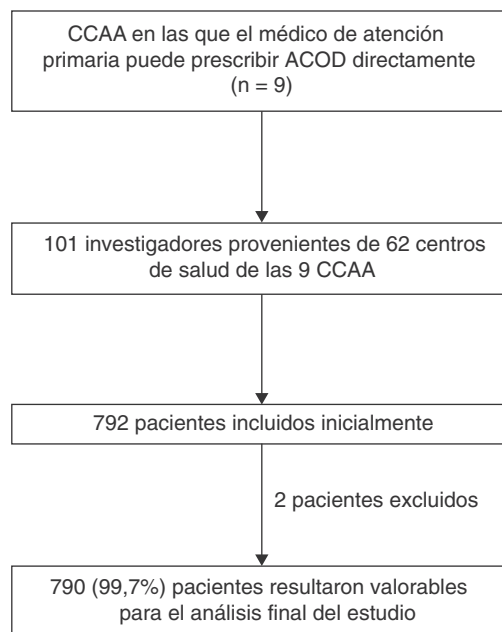 CCAA en las que el médico de atención
primaria puede prescribir ACOD directamente
(n = 9)
101 investigadores provenientes de 62 centros
de salud de las 9 CCAA
792 pacientes incluidos inicialmente
2 pacientes excluidos
790 (99,7%) pacientes resultaron valorables
para el análisis final del estudio